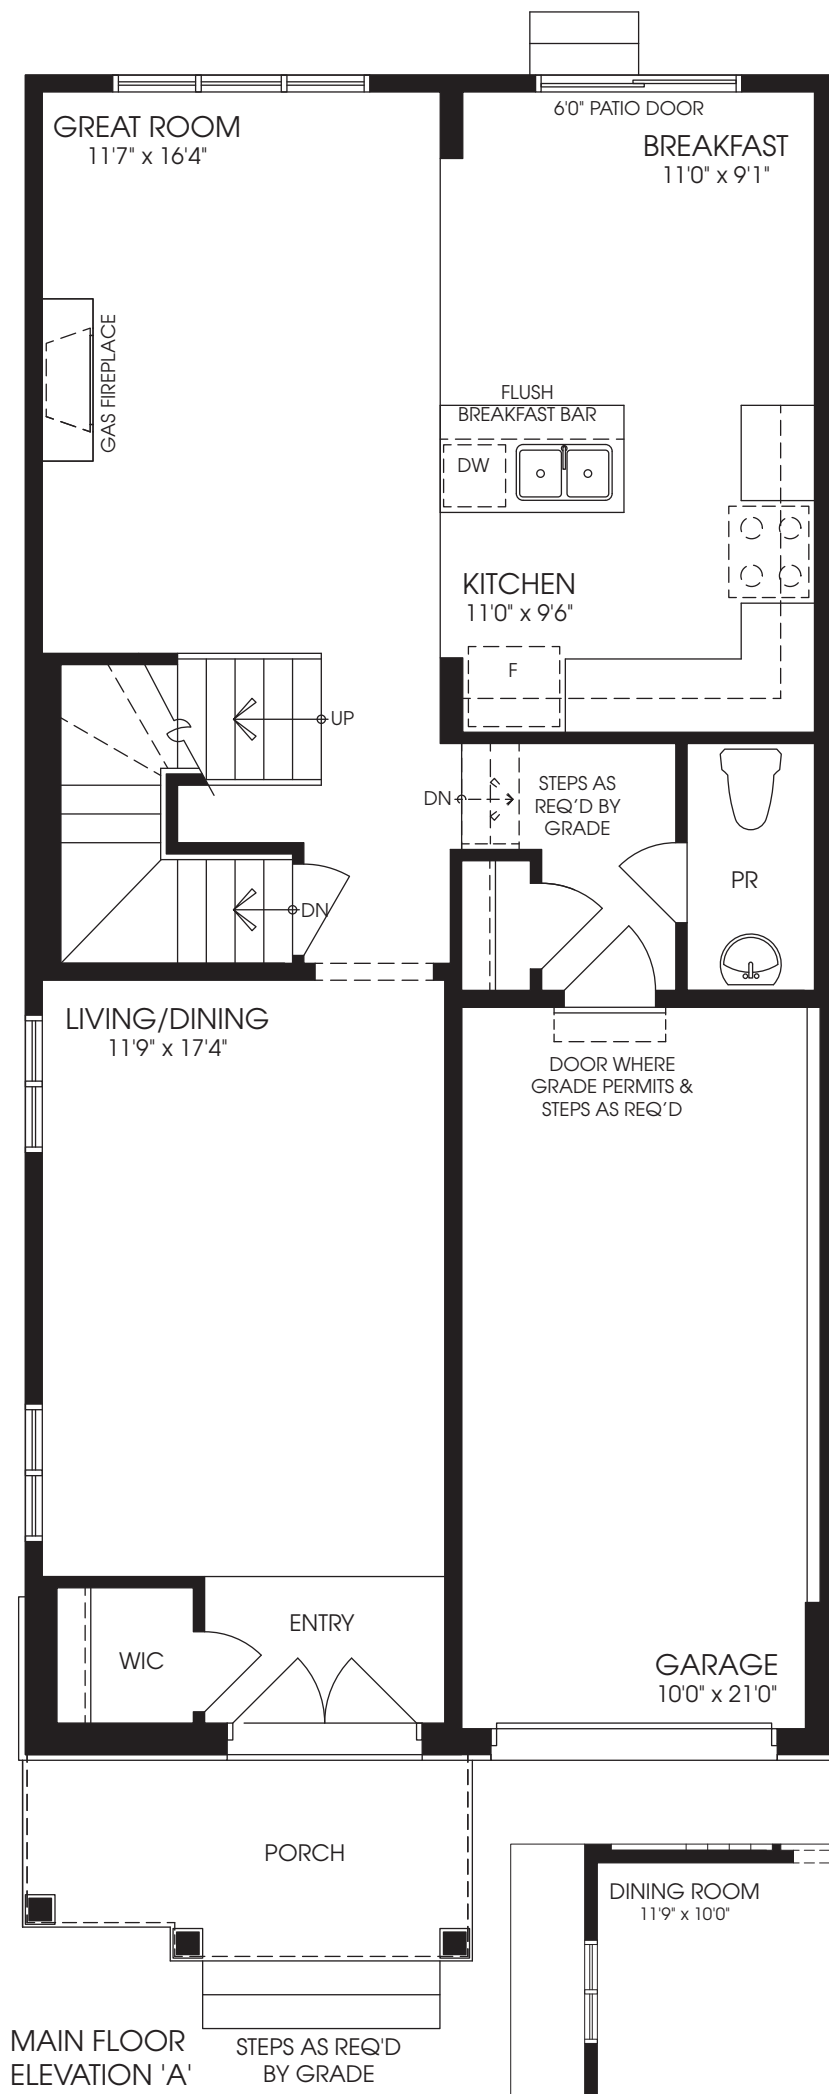 6'0" PATIO DOOR
GREAT ROOM
11'7" x 16'4"
BREAKFAST
11'0" x 9'1"
GAS FIREPLACE
FLUSH
BREAKFAST BAR
DW
KITCHEN
11'0" x 9'6"
F
UP
DN
STEPS AS
REQ'D BY
GRADE
PR
DN
LIVING/DINING
11'9" x 17'4"
DOOR WHERE
GRADE PERMITS &
STEPS AS REQ'D
ENTRY
WIC
GARAGE
10'0" x 21'0"
PORCH
DINING ROOM
11'9" x 10'0"
MAIN FLOOR
ELEVATION 'A'
STEPS AS REQ'D
BY GRADE